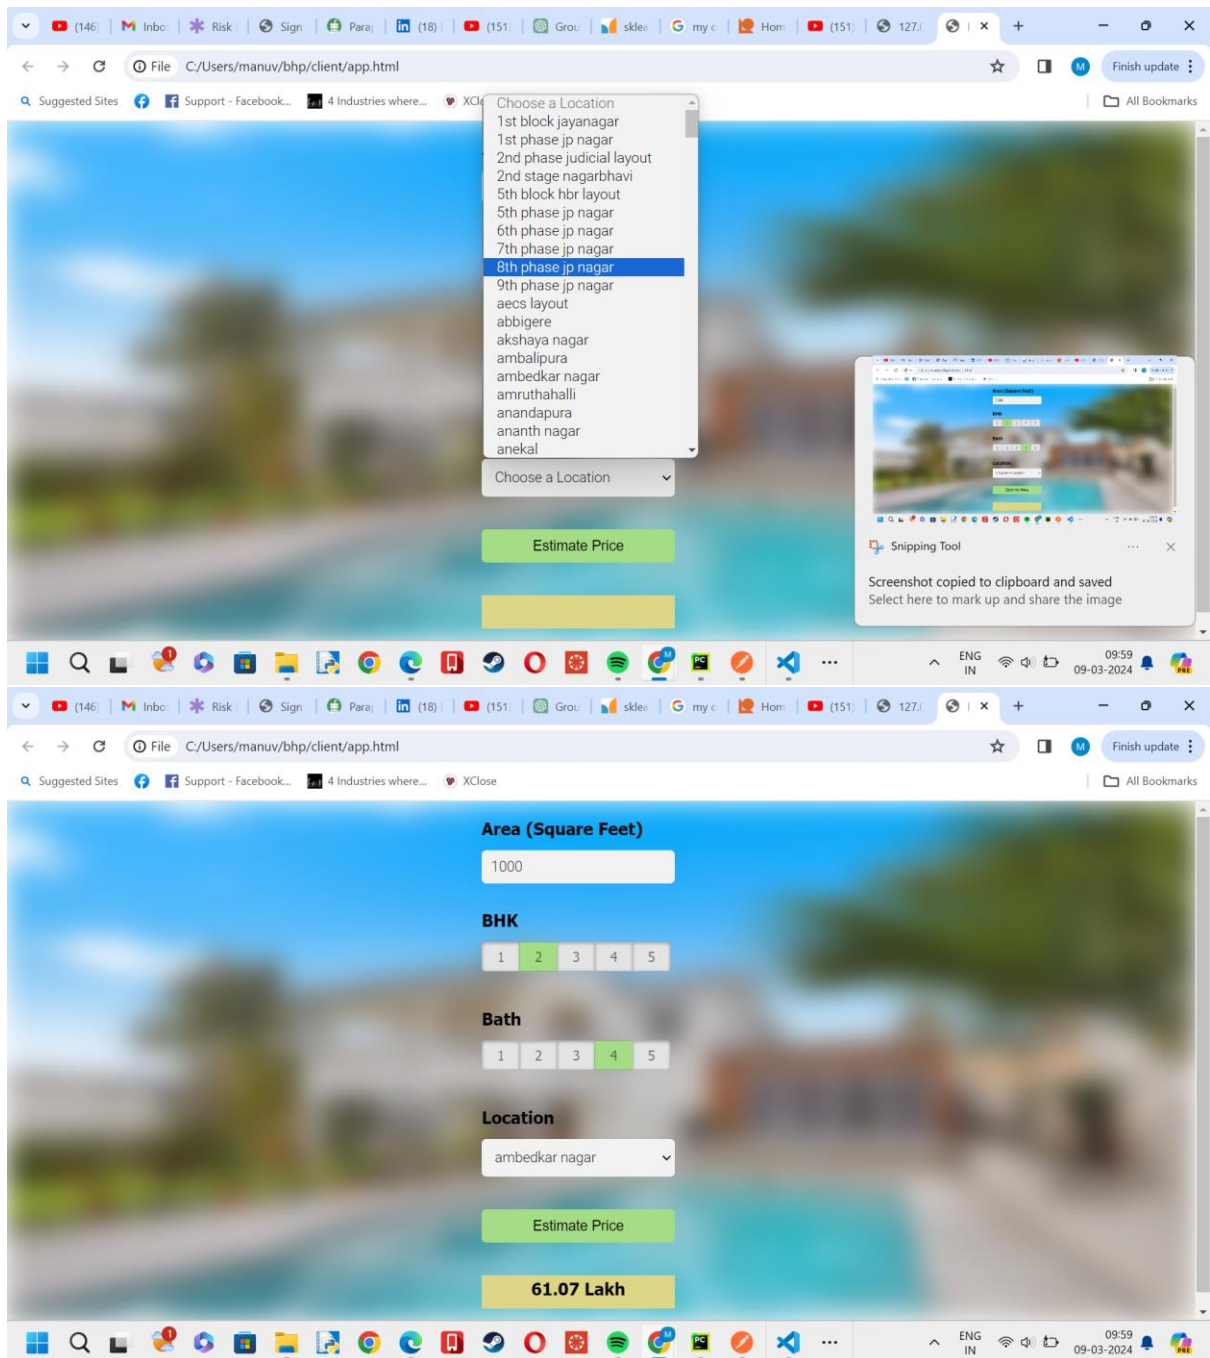 (146)
Inbo
Risk
Sign
Para
(18)
(151)
Grou
sklea
my c
Hom
(151)
127.
File
C:/Users/manuv/bhp/client/app.html
M
Finish update
Suggested Sites
Support - Facebook...
4 Industries where...
XClo
All Bookmarks
Choose a Location
1st block jayanagar
1st phase jp nagar
2nd phase judicial layout
2nd stage nagarbhavi
5th block hbr layout
5th phase jp nagar
6th phase jp nagar
7th phase jp nagar
8th phase jp nagar
9th phase jp nagar
aecs layout
abbigere
akshaya nagar
ambalipura
ambedkar nagar
amruthahalli
anandapura
ananth nagar
anekal
Choose a Location
Estimate Price
Snipping Tool
Screenshot copied to clipboard and saved
Select here to mark up and share the image
ENG
IN
09:59
09-03-2024
(146)
Inbo
Risk
Sign
Para
(18)
(151)
Grou
sklea
my c
Hom
(151)
127.
File
C:/Users/manuv/bhp/client/app.html
M
Finish update
Suggested Sites
Support - Facebook...
4 Industries where...
XClose
All Bookmarks
Area (Square Feet)
1000
BHK
1 2 3 4 5
Bath
1 2 3 4 5
Location
ambedkar nagar
Estimate Price
61.07 Lakh
ENG
IN
09:59
09-03-2024